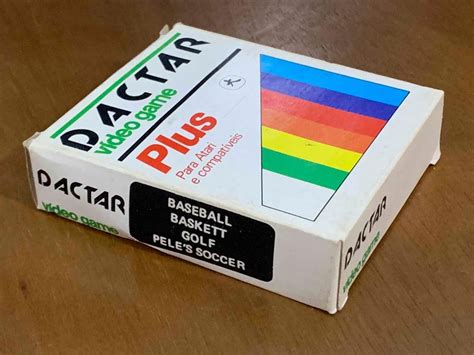 DACTAR
video game
Plus
Para Atari
e compatíveis
DACTAR
video game
BASEBALL
BASKETT
GOLF
PELE'S SOCCER
DACTAR
video game